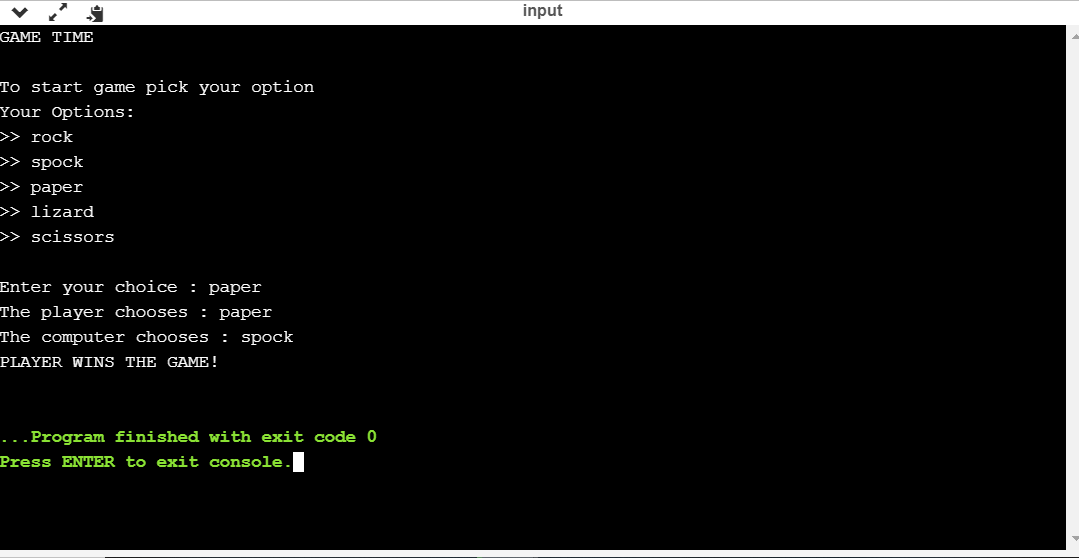 input
GAME TIME
To start game pick your option
Your Options:
>> rock
>> spock
>> paper
>> lizard
>> scissors
Enter your choice : paper
The player chooses : paper
The computer chooses : spock
PLAYER WINS THE GAME!
...Program finished with exit code 0
Press ENTER to exit console.